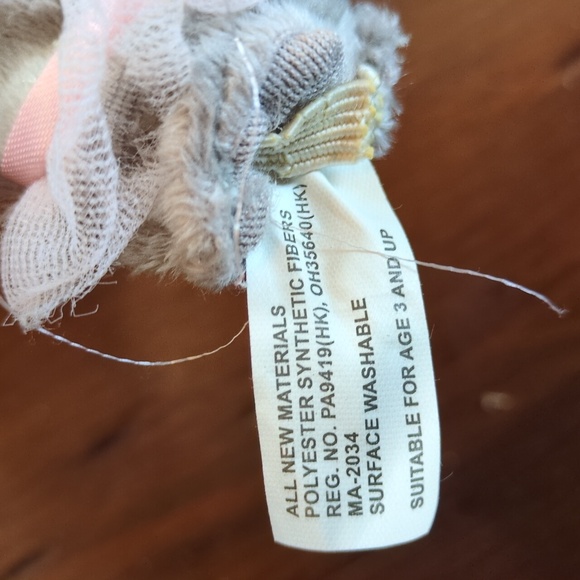 ALL NEW MATERIALS
POLYESTER SYNTHETIC FIBERS
REG. NO. PA9419(HK), OH35640(HK)
MA-2034
SURFACE WASHABLE
SUITABLE FOR AGE 3 AND UP